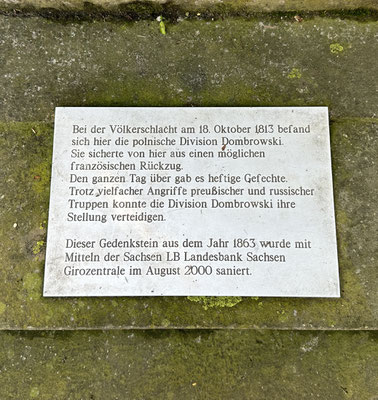 Bei der Völkerschlacht am 18. Oktober 1813 befand
sich hier die polnische Division Dombrowski.
Sie sicherte von hier aus einen möglichen
französischen Rückzug.
Den ganzen Tag über gab es heftige Gefechte.
Trotz vielfacher Angriffe preußischer und russischer
Truppen konnte die Division Dombrowski ihre
Stellung verteidigen.
Dieser Gedenkstein aus dem Jahr 1863 wurde mit
Mitteln der Sachsen LB Landesbank Sachsen
Girozentrale im August 2000 saniert.